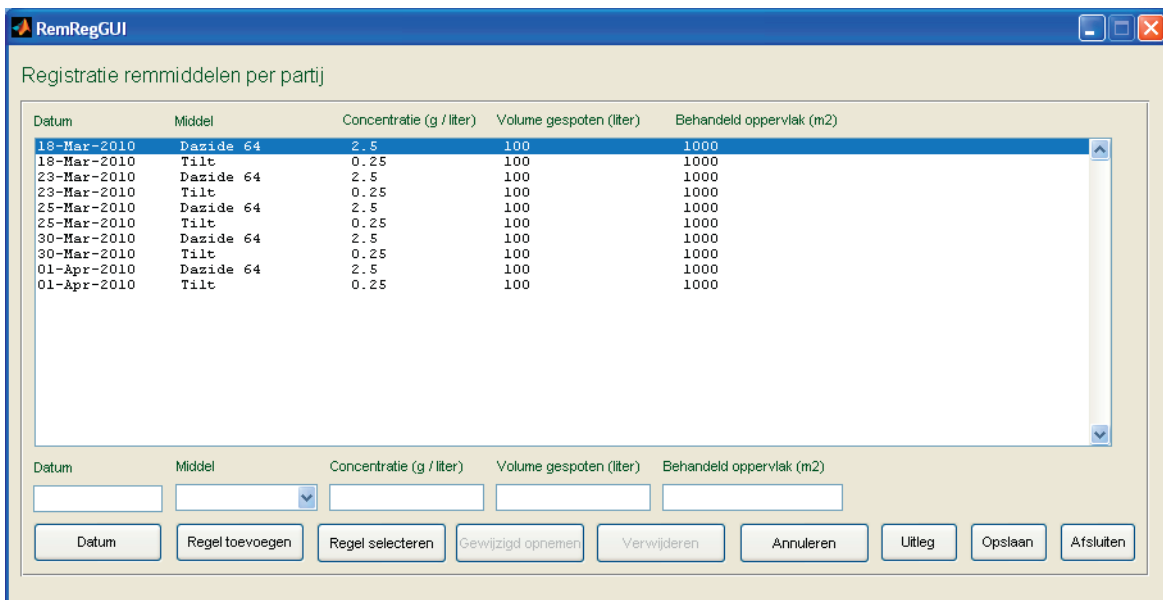 RemRegGUI
Registratie remmiddelen per partij
Datum Middel Concentratie (g / liter) Volume gespoten (liter) Behandeld oppervlak (m2)
18-Mar-2010 Dazide 64 2.5 100 1000
18-Mar-2010 Tilt 0.25 100 1000
23-Mar-2010 Dazide 64 2.5 100 1000
23-Mar-2010 Tilt 0.25 100 1000
25-Mar-2010 Dazide 64 2.5 100 1000
25-Mar-2010 Tilt 0.25 100 1000
30-Mar-2010 Dazide 64 2.5 100 1000
30-Mar-2010 Tilt 0.25 100 1000
01-Apr-2010 Dazide 64 2.5 100 1000
01-Apr-2010 Tilt 0.25 100 1000
Datum Middel Concentratie (g / liter) Volume gespoten (liter) Behandeld oppervlak (m2)
Datum Regel toevoegen Regel selecteren Gewijzigd opnemen Verwijderen Annuleren Uitleg Opslaan Afsluiten